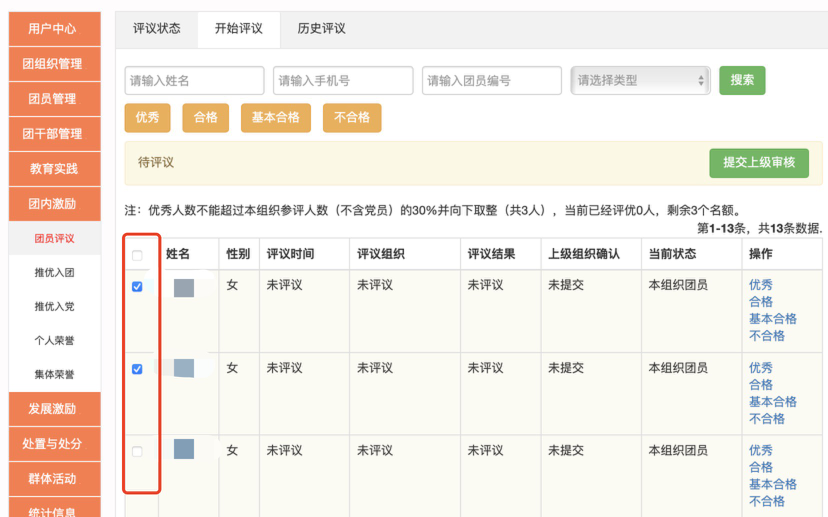 用户中心
团组织管理
团员管理
团干部管理
教育实践
团内激励
团员评议
推优入团
推优入党
个人荣誉
集体荣誉
发展激励
处置与处分
群体活动
统计信息
评议状态 开始评议 历史评议
请输入姓名 请输入手机号 请输入团员编号 请选择类型 搜索
优秀 合格 基本合格 不合格
待评议 提交上级审核
注：优秀人数不能超过本组织参评人数（不含党员）的30%并向下取整（共3人），当前已经评优0人，剩余3个名额。
第1-13条，共13条数据.
姓名 性别 评议时间 评议组织 评议结果 上级组织确认 当前状态 操作
女 未评议 未评议 未评议 未提交 本组织团员 优秀
合格
基本合格
不合格
女 未评议 未评议 未评议 未提交 本组织团员 优秀
合格
基本合格
不合格
女 未评议 未评议 未评议 未提交 本组织团员 优秀
合格
基本合格
不合格